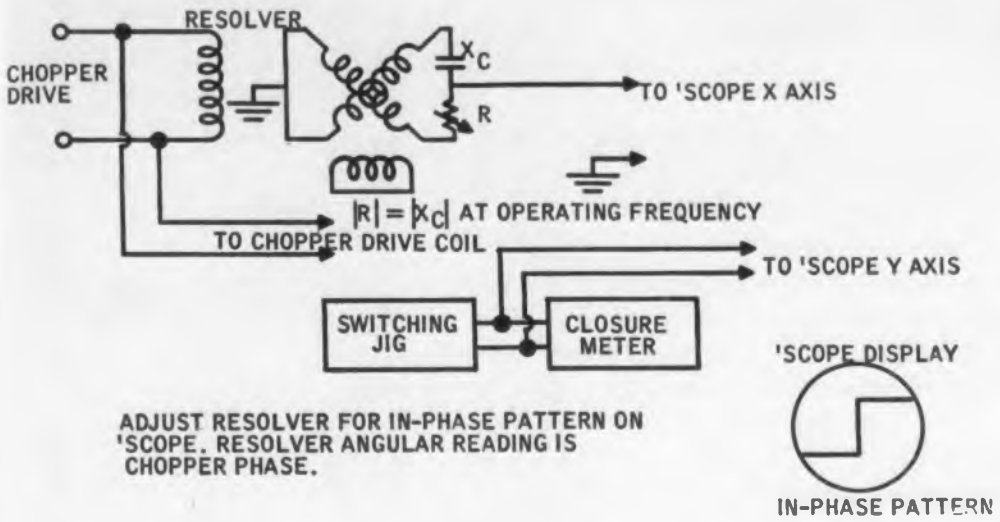 RESOLVER
CHOPPER
DRIVE
X
C
R
TO 'SCOPE X AXIS
|R| = |XC| AT OPERATING FREQUENCY
TO CHOPPER DRIVE COIL
TO 'SCOPE Y AXIS
SWITCHING
JIG
CLOSURE
METER
'SCOPE DISPLAY
ADJUST RESOLVER FOR IN-PHASE PATTERN ON
'SCOPE. RESOLVER ANGULAR READING IS
CHOPPER PHASE.
IN-PHASE PATTERN